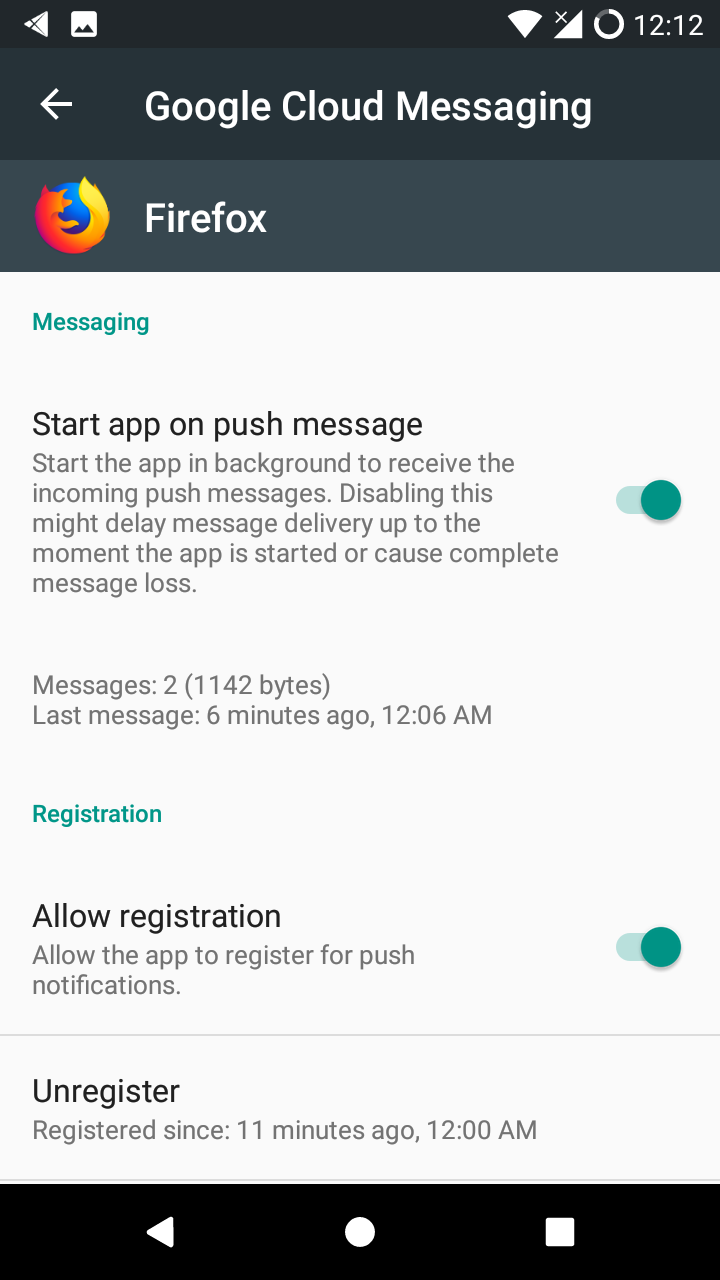 12:12
Google Cloud Messaging
Firefox
Messaging
Start app on push message
Start the app in background to receive the
incoming push messages. Disabling this
might delay message delivery up to the
moment the app is started or cause complete
message loss.
Messages: 2 (1142 bytes)
Last message: 6 minutes ago, 12:06 AM
Registration
Allow registration
Allow the app to register for push
notifications.
Unregister
Registered since: 11 minutes ago, 12:00 AM